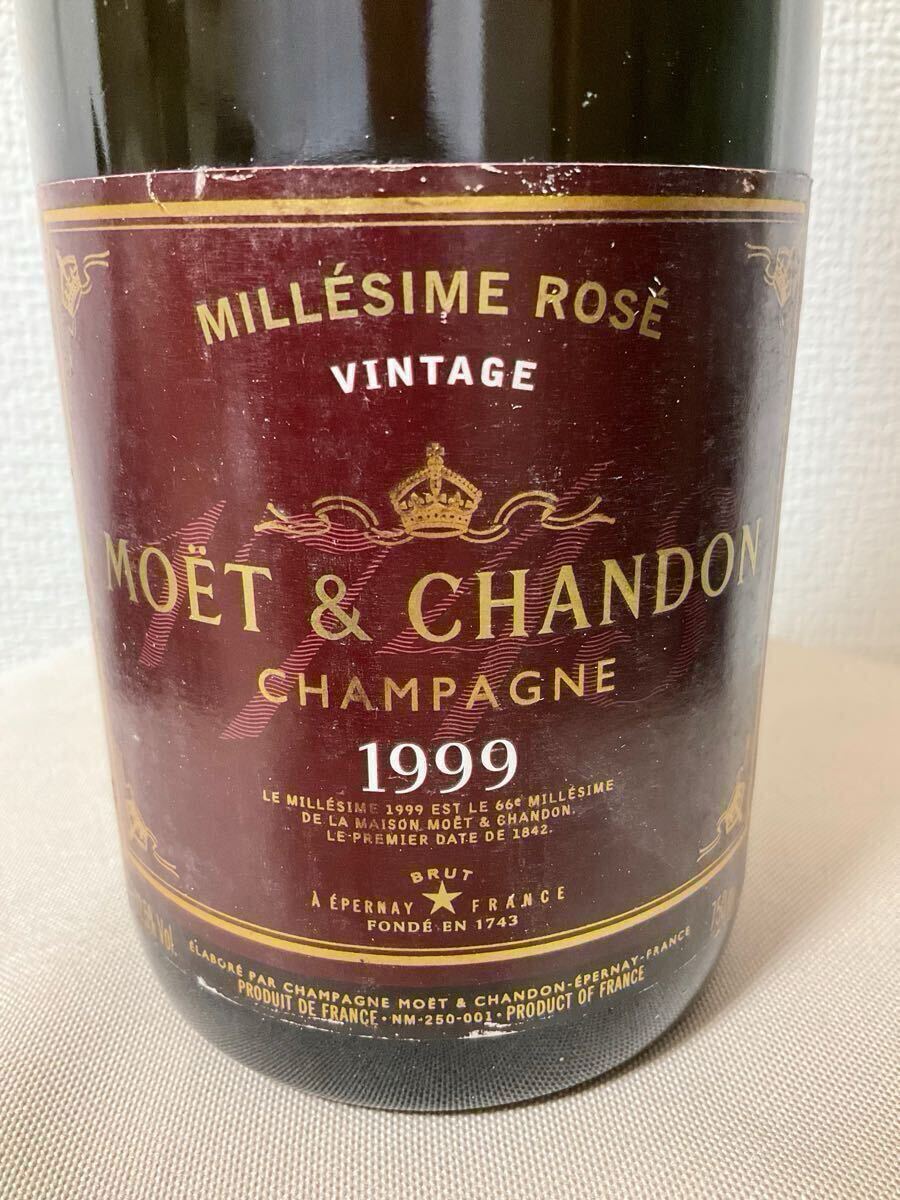 MILLÉSIME ROSÉ
VINTAGE
MOËT & CHANDON
CHAMPAGNE
1999
LE MILLÉSIME 1999 EST LE 66e MILLÉSIME
DE LA MAISON MOËT & CHANDON.
LE PREMIER DATE DE 1842.
BRUT
À ÉPERNAY ★ FRANCE
FONDÉ EN 1743
Vol.
ÉLABORÉ PAR CHAMPAGNE MOËT & CHANDON-ÉPERNAY-FRANCE
PRODUIT DE FRANCE • NM-250-001 • PRODUCT OF FRANCE